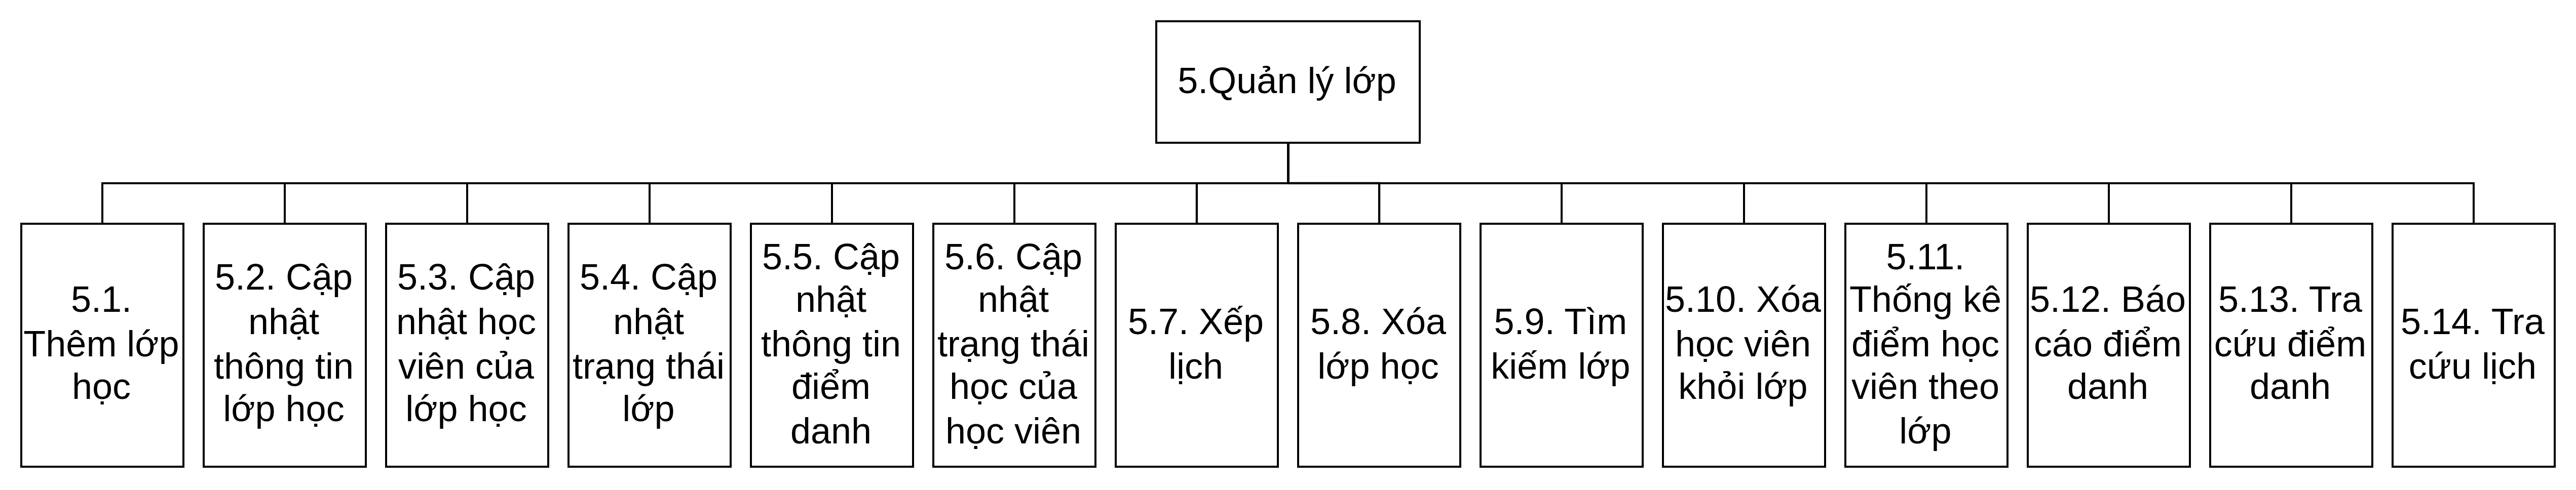 5.Quản lý lớp
5.1.
Thêm lớp
học
5.2. Cập
nhật
thông tin
lớp học
5.3. Cập
nhật học
viên của
lớp học
5.4. Cập
nhật
trạng thái
lớp
5.5. Cập
nhật
thông tin
điểm
danh
5.6. Cập
nhật
trạng thái
học của
học viên
5.7. Xếp
lịch
5.8. Xóa
lớp học
5.9. Tìm
kiếm lớp
5.10. Xóa
học viên
khỏi lớp
5.11.
Thống kê
điểm học
viên theo
lớp
5.12. Báo
cáo điểm
danh
5.13. Tra
cứu điểm
danh
5.14. Tra
cứu lịch